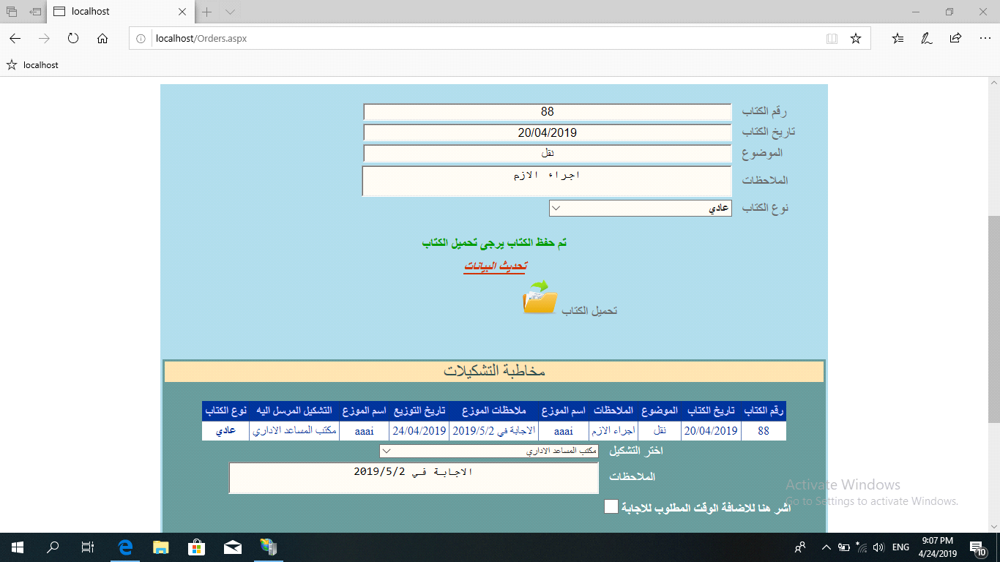 localhost
localhost/Orders.aspx
localhost
رقم الكتاب 88
تاريخ الكتاب 20/04/2019
الموضوع نقل
الملاحظات اجراء الازم
نوع الكتاب عادي
تم حفظ الكتاب يرجى تحميل الكتاب
تحديث البيانات
تحميل الكتاب
مخاطبة التشكيلات
رقم الكتاب تاريخ الكتاب الموضوع الملاحظات اسم الموزع ملاحظات الموزع تاريخ التوزيع اسم الموزع التشكيل المرسل اليه نوع الكتاب
88 20/04/2019 نقل اجراء الازم aaai الاجابة في 2019/5/2 24/04/2019 aaai مكتب المساعد الاداري عادي
اختر التشكيل مكتب المساعد الاداري
الملاحظات الاجابة في 2019/5/2
اشر هنا للاضافة الوقت المطلوب للاجابة
Activate Windows
Go to Settings to activate Windows.
ENG
9:07 PM
4/24/2019
10